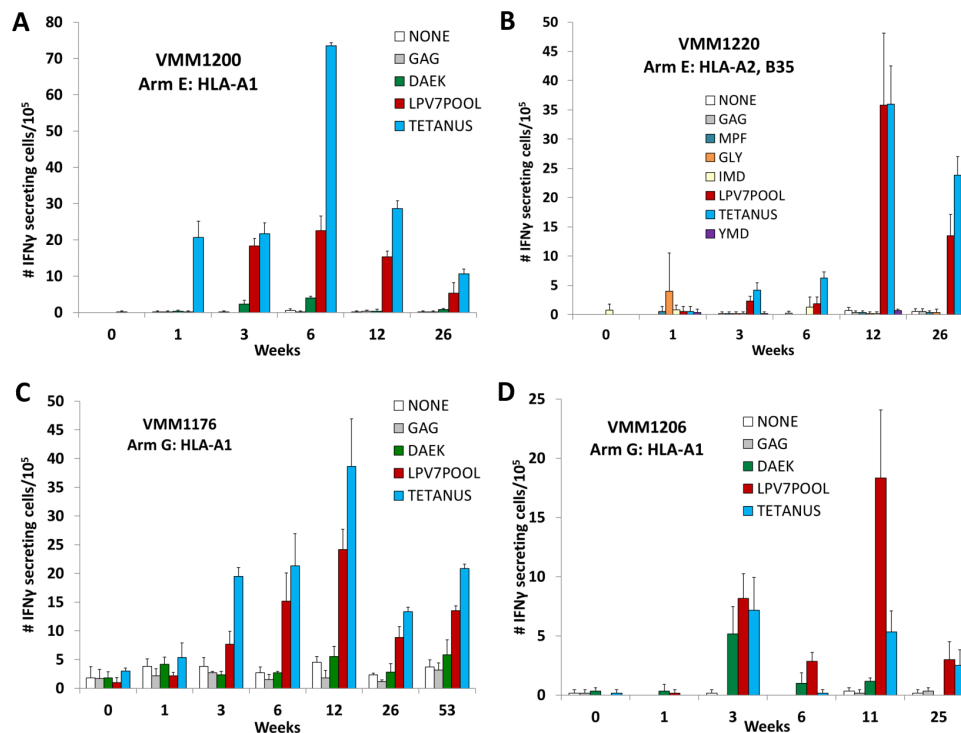 A
VMM1200
Arm E: HLA-A1
NONE
GAG
DAEK
LPV7POOL
TETANUS
# IFNγ secreting cells/10⁵
80
70
60
50
40
30
20
10
0
0 1 3 6 12 26
Weeks
B
VMM1220
Arm E: HLA-A2, B35
NONE
GAG
MPF
GLY
IMD
LPV7POOL
TETANUS
YMD
# IFNγ secreting cells/10⁵
50
45
40
35
30
25
20
15
10
5
0
0 1 3 6 12 26
Weeks
C
VMM1176
Arm G: HLA-A1
NONE
GAG
DAEK
LPV7POOL
TETANUS
# IFNγ secreting cells/10⁵
50
45
40
35
30
25
20
15
10
5
0
0 1 3 6 12 26 53
Weeks
D
VMM1206
Arm G: HLA-A1
NONE
GAG
DAEK
LPV7POOL
TETANUS
# IFNγ secreting cells/10⁵
25
20
15
10
5
0
0 1 3 6 11 25
Weeks